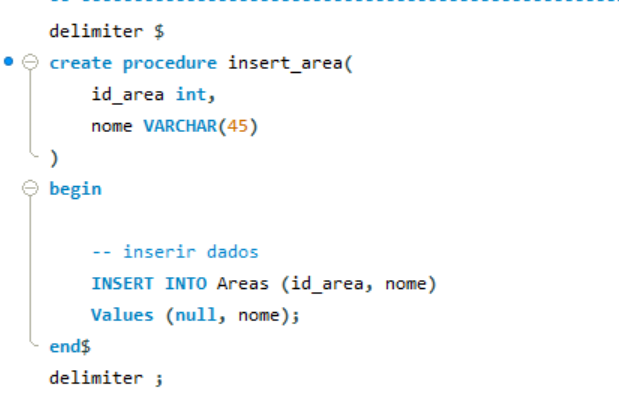 delimiter $
create procedure insert_area(
id_area int,
nome VARCHAR(45)
)
begin
-- inserir dados
INSERT INTO Areas (id_area, nome)
Values (null, nome);
end$
delimiter ;